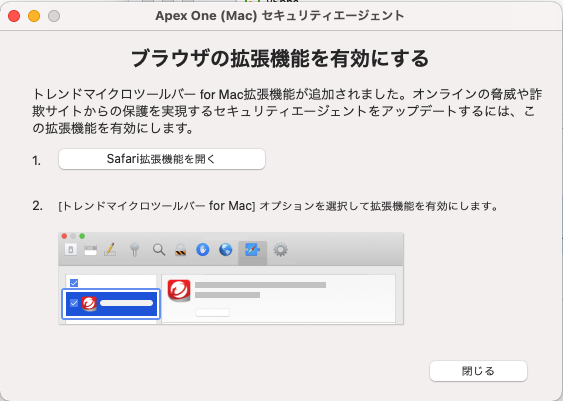 Apex One (Mac) セキュリティエージェント
ブラウザの拡張機能を有効にする
トレンドマイクロツールバー for Mac拡張機能が追加されました。オンラインの脅威や詐
欺サイトからの保護を実現するセキュリティエージェントをアップデートするには、こ
の拡張機能を有効にします。
1. Safari拡張機能を開く
2. [トレンドマイクロツールバー for Mac] オプションを選択して拡張機能を有効にします。
閉じる